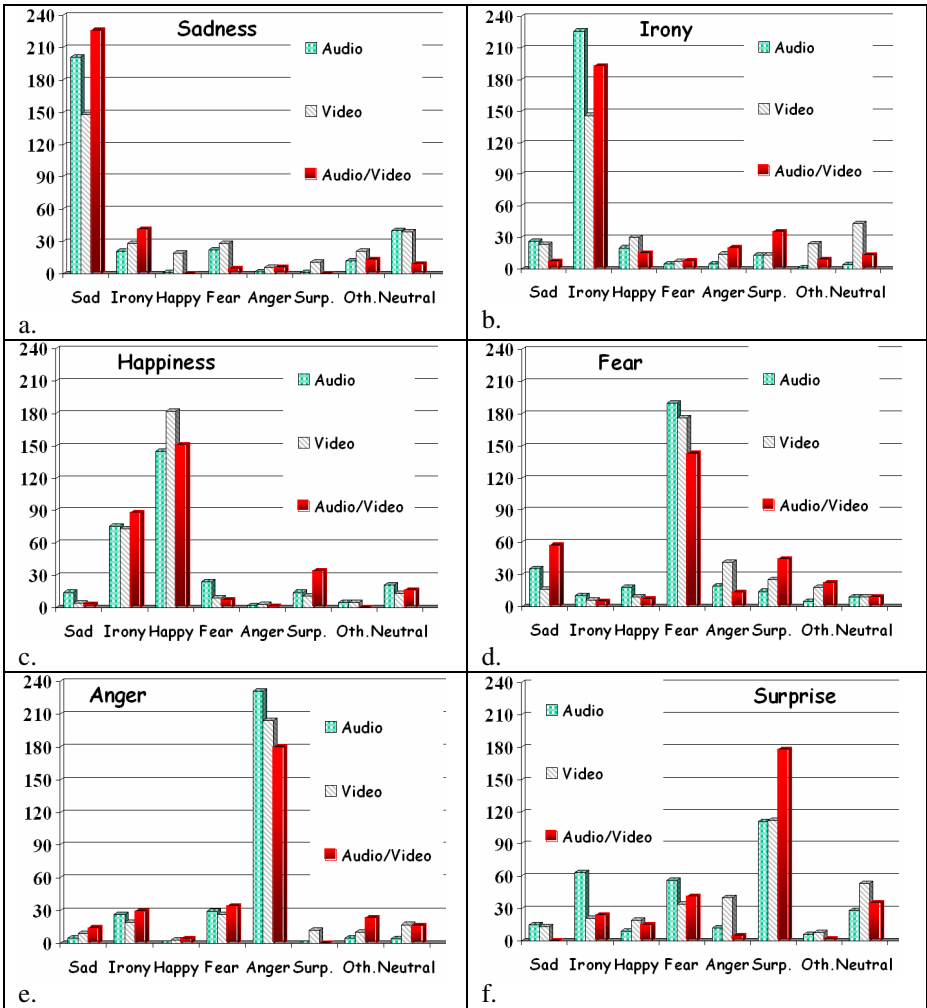 Sadness
240
210
180
150
120
90
60
30
0
Audio
Video
Audio/Video
Sad Irony Happy Fear Anger Surp. Oth. Neutral
a.
Irony
240
210
180
150
120
90
60
30
0
Audio
Video
Audio/Video
Sad Irony Happy Fear Anger Surp. Oth. Neutral
b.
Happiness
240
210
180
150
120
90
60
30
0
Audio
Video
Audio/Video
Sad Irony Happy Fear Anger Surp. Oth. Neutral
c.
Fear
240
210
180
150
120
90
60
30
0
Audio
Video
Audio/Video
Sad Irony Happy Fear Anger Surp. Oth. Neutral
d.
Anger
240
210
180
150
120
90
60
30
0
Audio
Video
Audio/Video
Sad Irony Happy Fear Anger Surp. Oth. Neutral
e.
Surprise
240
210
180
150
120
90
60
30
0
Audio
Video
Audio/Video
Sad Irony Happy Fear Anger Surp. Oth. Neutral
f.